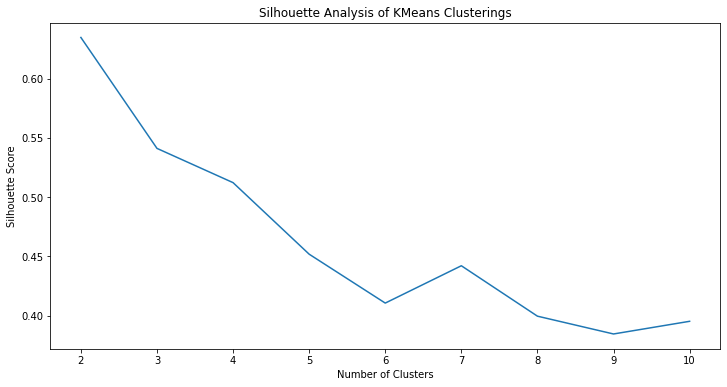 Silhouette Analysis of KMeans Clusterings
0.60
0.55
0.50
0.45
0.40
Silhouette Score
2 3 4 5 6 7 8 9 10
Number of Clusters